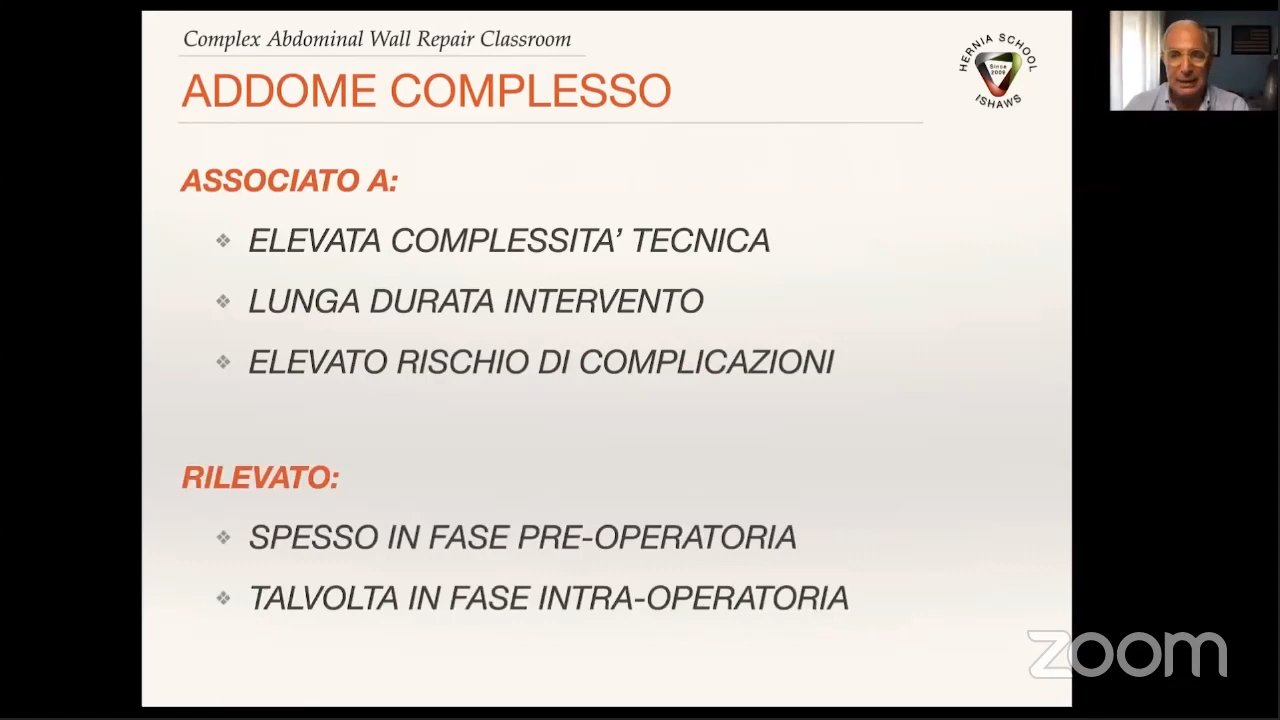 Complex Abdominal Wall Repair Classroom
ADDOME COMPLESSO
HERNIA SCHOOL
Since
2009
ISHAWS
ASSOCIATO A:
ELEVATA COMPLESSITA' TECNICA
LUNGA DURATA INTERVENTO
ELEVATO RISCHIO DI COMPLICAZIONI
RILEVATO:
SPESSO IN FASE PRE-OPERATORIA
TALVOLTA IN FASE INTRA-OPERATORIA
zoom